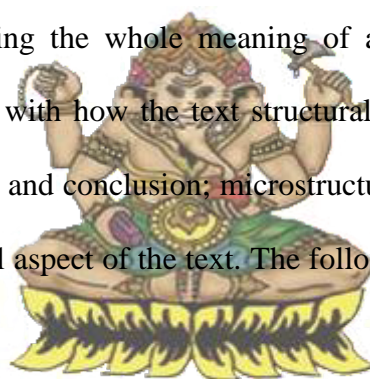 ing the whole meaning of a
with how the text structural
and conclusion; microstructu
l aspect of the text. The follo